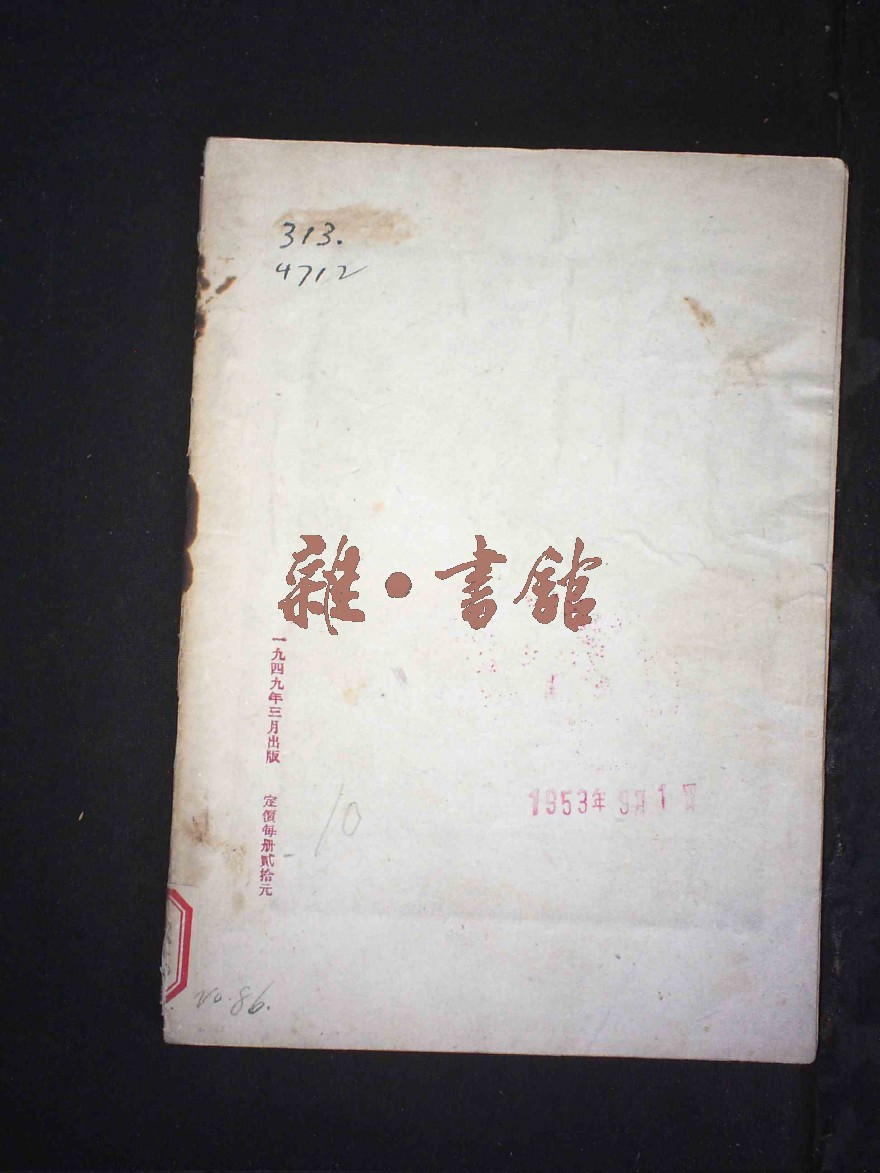 313.
4712
雜·書館
一九四九年三月出版 定價每册貳拾元
10
1953年9月1日
No.86.